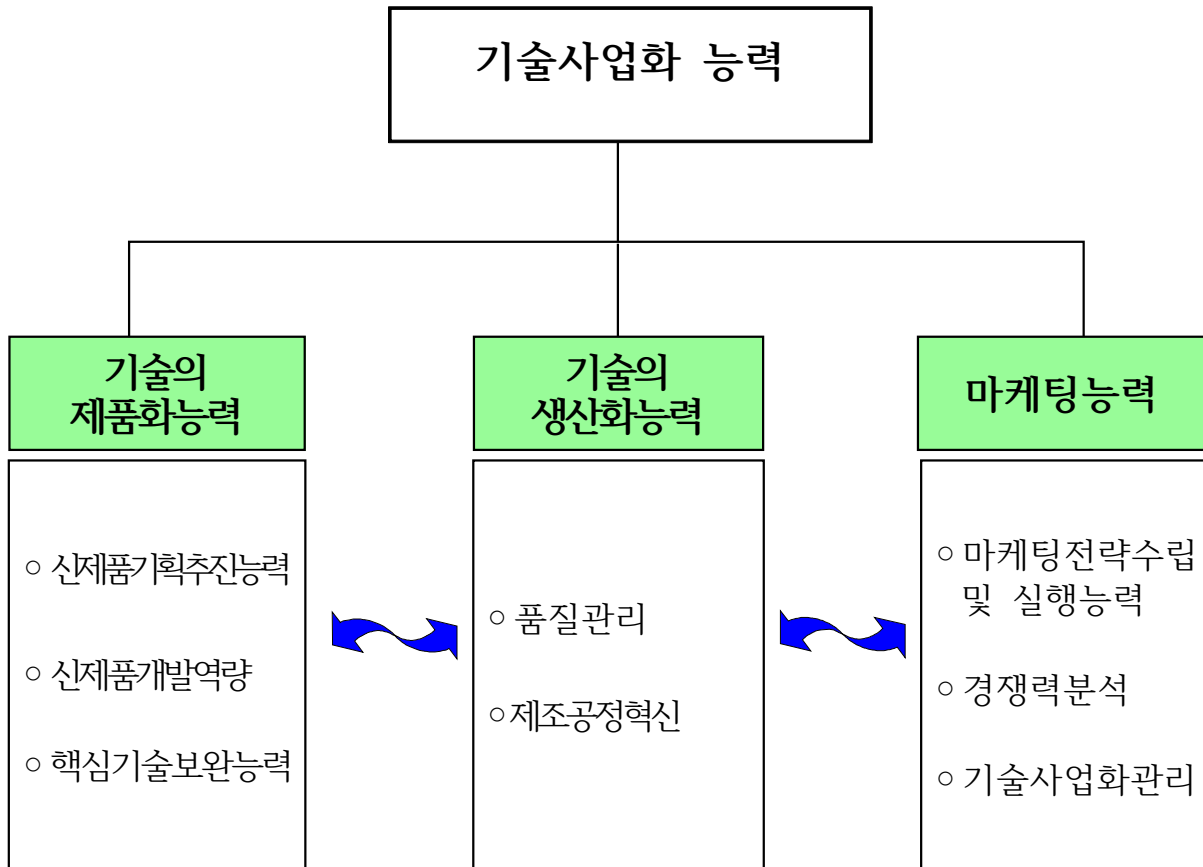 기술사업화 능력
기술의
제품화능력
기술의
생산화능력
마케팅능력
○ 신제품기획추진능력
○ 신제품개발역량
○ 핵심기술보완능력
○ 품질관리
○ 제조공정혁신
○ 마케팅전략수립
및 실행능력
○ 경쟁력분석
○ 기술사업화관리